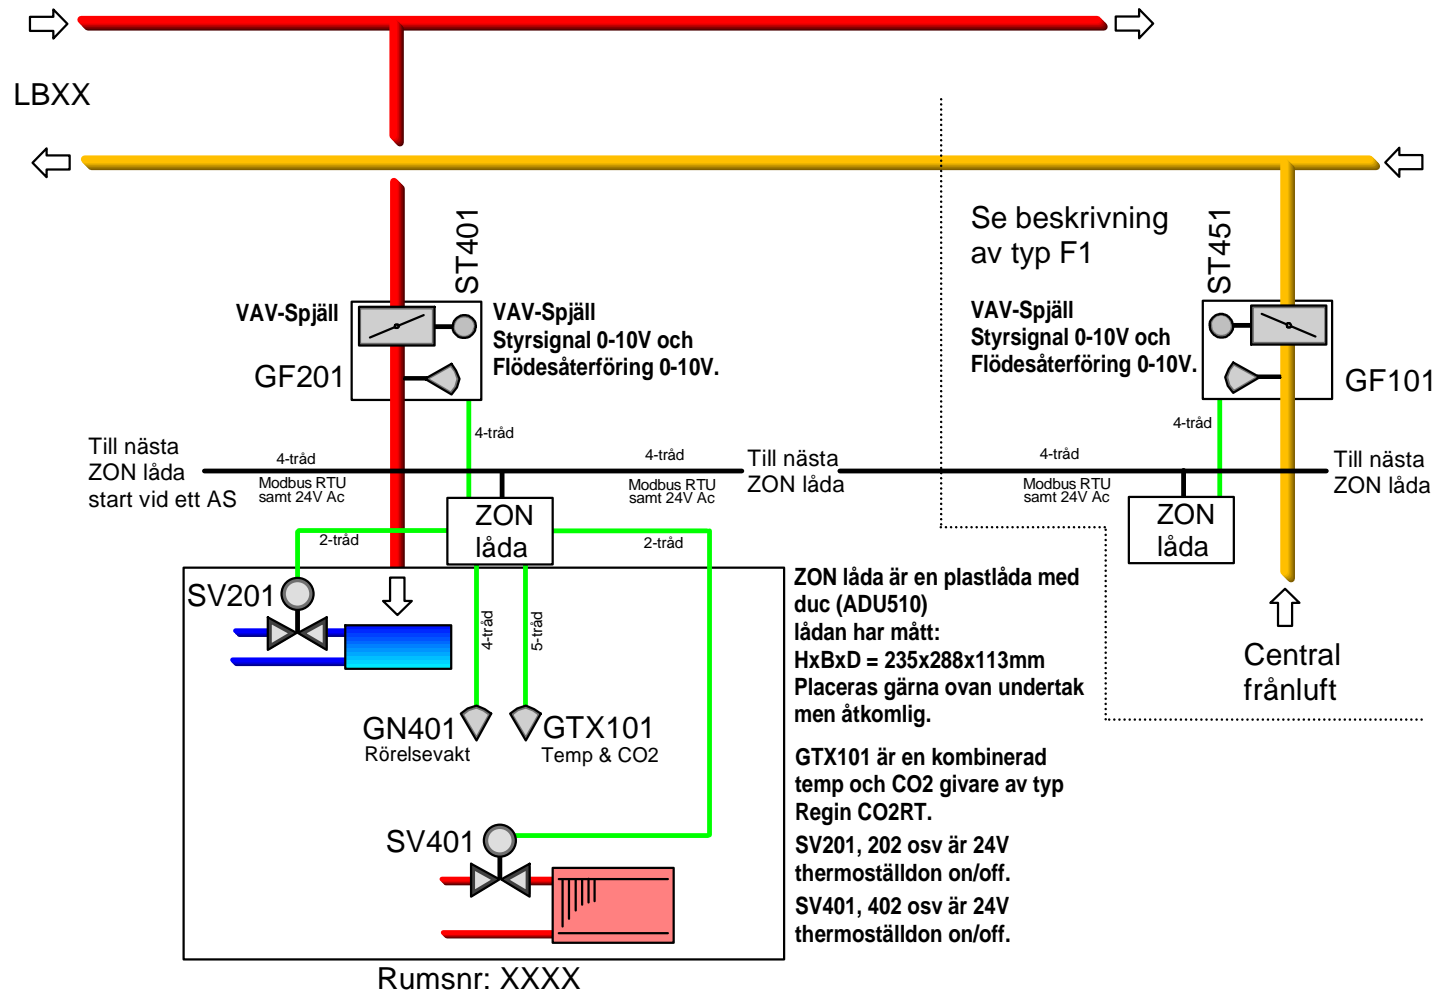 LBXX
ST401
Se beskrivning
av typ F1
ST451
VAV-Spjäll
VAV-Spjäll
Styrsignal 0-10V och
Flödesåterföring 0-10V.
GF201
VAV-Spjäll
Styrsignal 0-10V och
Flödesåterföring 0-10V.
GF101
4-tråd
4-tråd
Till nästa
ZON låda
start vid ett AS
4-tråd
Modbus RTU
samt 24V Ac
4-tråd
Modbus RTU
samt 24V Ac
Till nästa
ZON låda
4-tråd
Modbus RTU
samt 24V Ac
Till nästa
ZON låda
ZON
låda
ZON
låda
2-tråd
2-tråd
SV201
4-tråd
5-tråd
GN401
Rörelsevakt
GTX101
Temp & CO2
SV401
ZON låda är en plastlåda med
duc (ADU510)
lådan har mått:
HxBxD = 235x288x113mm
Placeras gärna ovan undertak
men åtkomlig.
GTX101 är en kombinerad
temp och CO2 givare av typ
Regin CO2RT.
SV201, 202 osv är 24V
thermoställdon on/off.
SV401, 402 osv är 24V
thermoställdon on/off.
Central
frånluft
Rumsnr: XXXX